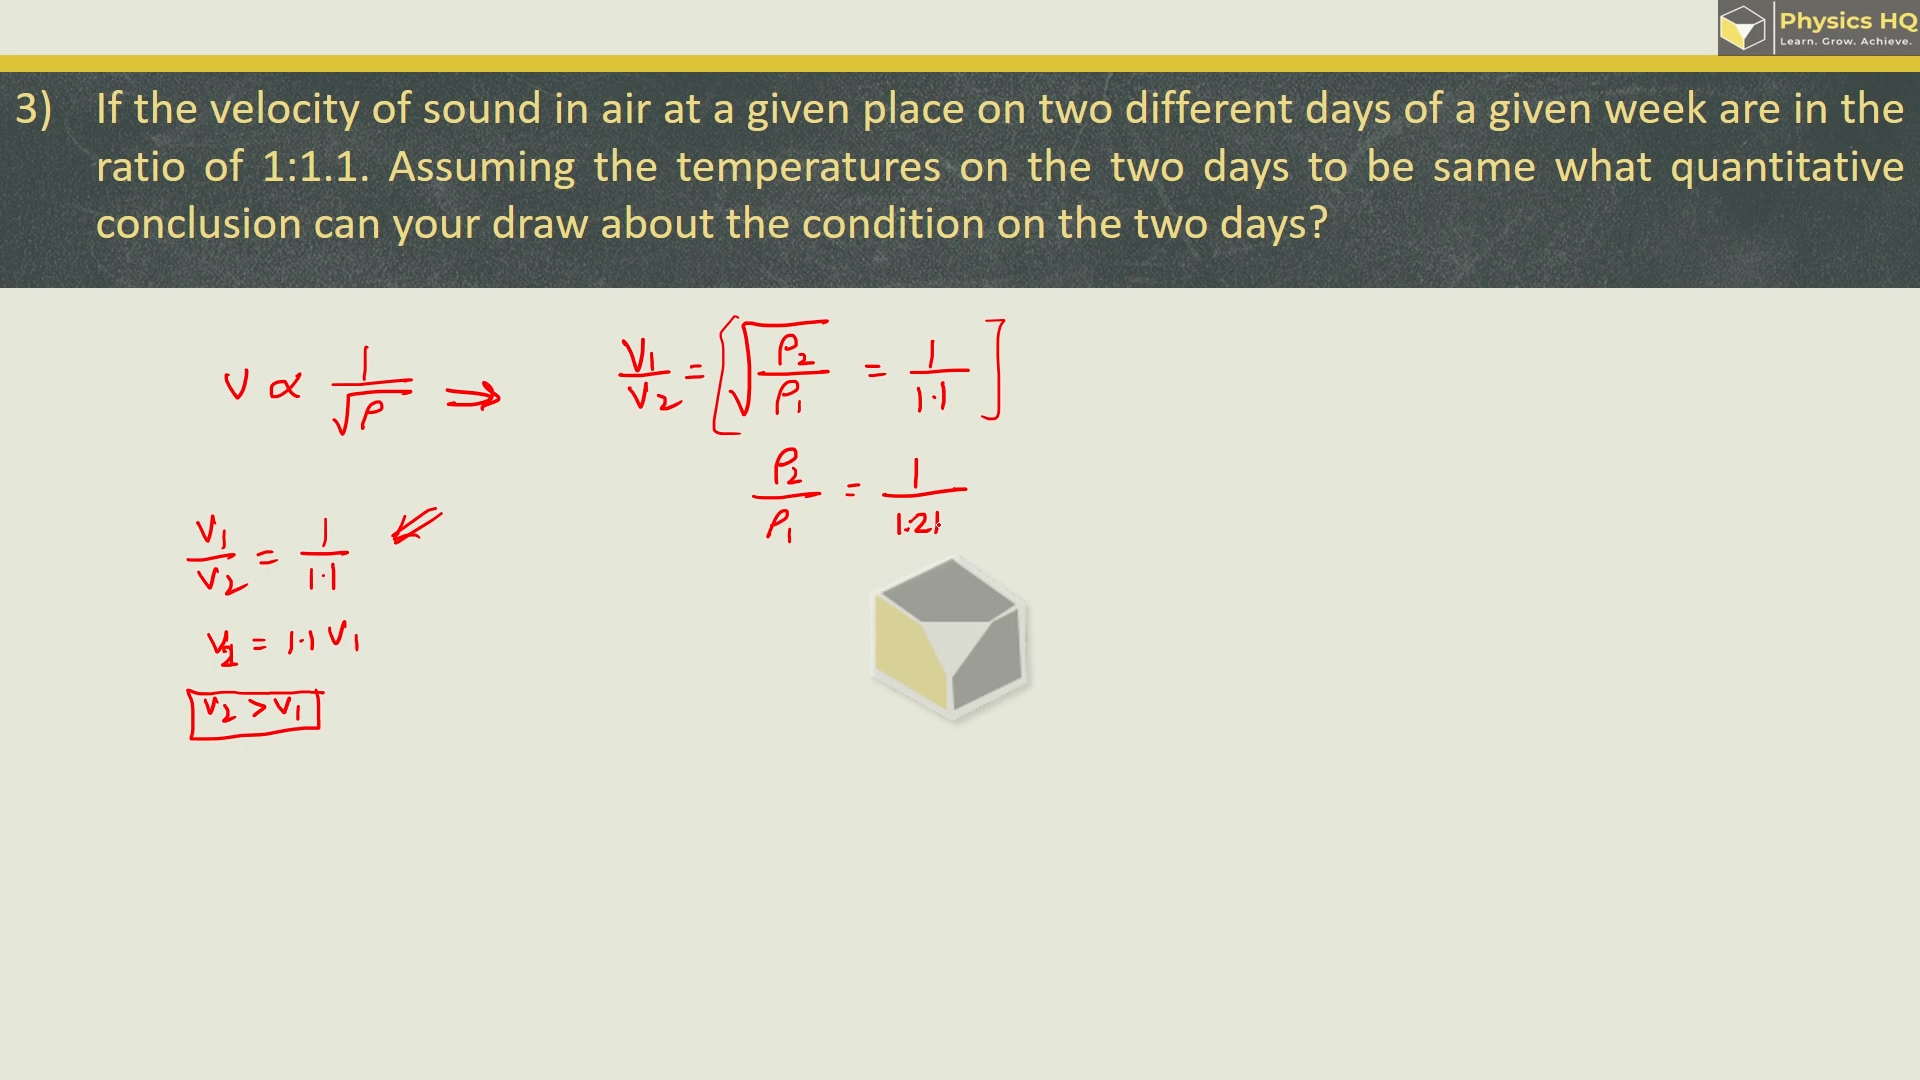 Physics HQ
Learn. Grow. Achieve.
3) If the velocity of sound in air at a given place on two different days of a given week are in the
ratio of 1:1.1. Assuming the temperatures on the two days to be same what quantitative
conclusion can your draw about the condition on the two days?
V ∝ 1/√ρ ⇒
V₁/V₂ = [√(ρ₂/ρ₁) = 1/1.1]
ρ₂/ρ₁ = 1/1.21
V₁/V₂ = 1/1.1
V₂ = 1.1 V₁
V₂ > V₁